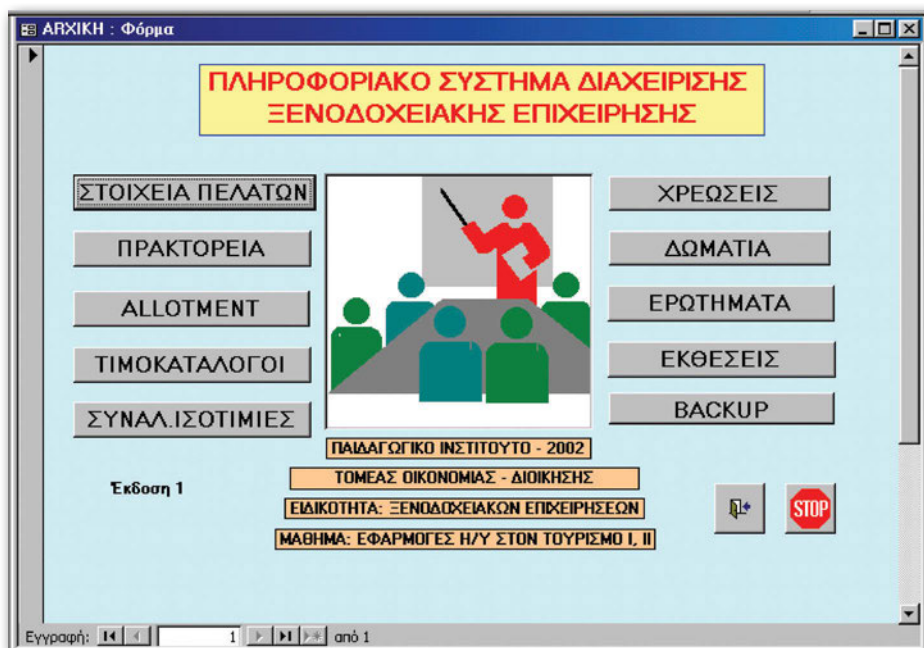 ΑRΧΙΚΗ : Φόρμα
ΠΛΗΡΟΦΟΡΙΑΚΟ ΣΥΣΤΗΜΑ ΔΙΑΧΕΙΡΙΣΗΣ
ΞΕΝΟΔΟΧΕΙΑΚΗΣ ΕΠΙΧΕΙΡΗΣΗΣ
ΣΤΟΙΧΕΙΑ ΠΕΛΑΤΩΝ
ΠΡΑΚΤΟΡΕΙΑ
ALLOTMENT
ΤΙΜΟΚΑΤΑΛΟΓΟΙ
ΣΥΝΑΛ.ΙΣΟΤΙΜΙΕΣ
ΧΡΕΩΣΕΙΣ
ΔΩΜΑΤΙΑ
ΕΡΩΤΗΜΑΤΑ
ΕΚΘΕΣΕΙΣ
BACKUP
ΠΑΙΔΑΓΩΓΙΚΟ ΙΝΣΤΙΤΟΥΤΟ - 2002
ΤΟΜΕΑΣ ΟΙΚΟΝΟΜΙΑΣ - ΔΙΟΙΚΗΣΗΣ
ΕΙΔΙΚΟΤΗΤΑ: ΞΕΝΟΔΟΧΕΙΑΚΩΝ ΕΠΙΧΕΙΡΗΣΕΩΝ
ΜΑΘΗΜΑ: ΕΦΑΡΜΟΓΕΣ Η/Υ ΣΤΟΝ ΤΟΥΡΙΣΜΟ Ι, ΙΙ
Έκδοση 1
STOP
Εγγραφή: 1 από 1